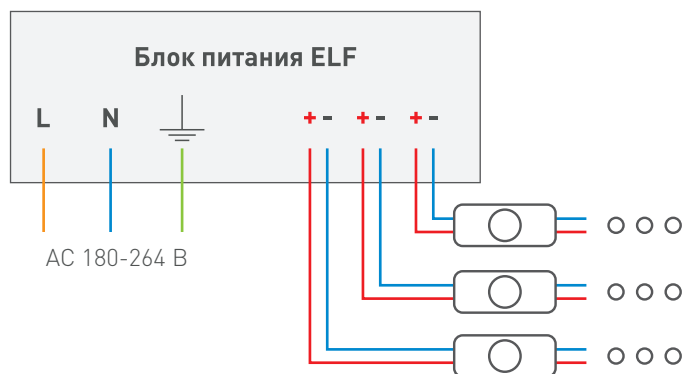 Блок питания ELF
L N + - + - + -
AC 180-264 В